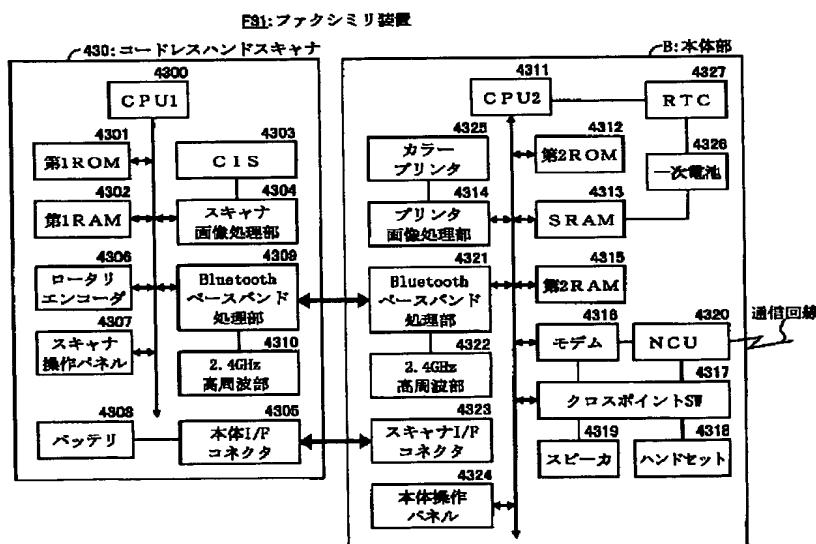 FS1:ファクシミリ装置
430:コードレスハンドスキャナ
4300
CPU1
4301
第1ROM
4302
第1RAM
4303
CIS
4304
スキャナ
画像処理部
4306
ロータリ
エンコーダ
4309
Bluetooth
ベースバンド
処理部
4307
スキャナ
操作パネル
4310
2.4GHz
高周波部
4308
バッテリ
4305
本体I/F
コネクタ
B:本体部
4311
CPU2
4327
RTC
4325
カラー
プリンタ
4312
第2ROM
4326
一次電池
4314
プリンタ
画像処理部
4313
SRAM
4321
Bluetooth
ベースバンド
処理部
4315
第2RAM
4316
モデム
4320
NCU
通信回線
4322
2.4GHz
高周波部
4317
クロスポイントSW
4323
スキャナI/F
コネクタ
4319
スピーカ
4318
ハンドセット
4324
本体操作
パネル